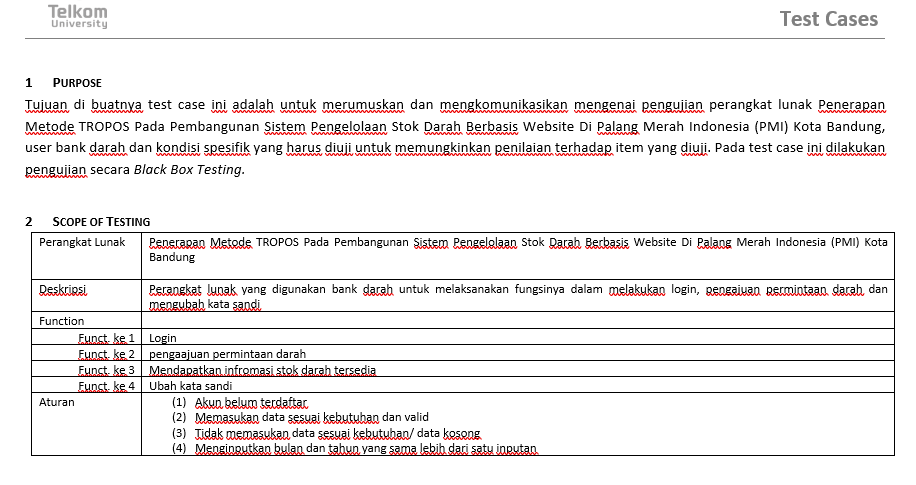 Telkom
University
Test Cases
1 PURPOSE
Tujuan di buatnya test case ini adalah untuk merumuskan dan mengkomunikasikan mengenai pengujian perangkat lunak Penerapan
Metode TROPOS Pada Pembangunan Sistem Pengelolaan Stok Darah Berbasis Website Di Palang Merah Indonesia (PMI) Kota Bandung,
user bank darah dan kondisi spesifik yang harus diuji untuk memungkinkan penilaian terhadap item yang diuji. Pada test case ini dilakukan
pengujian secara Black Box Testing.
2 SCOPE OF TESTING
Perangkat Lunak Penerapan Metode TROPOS Pada Pembangunan Sistem Pengelolaan Stok Darah Berbasis Website Di Palang Merah Indonesia (PMI) Kota
Bandung
Deskripsi Perangkat lunak yang digunakan bank darah untuk melaksanakan fungsinya dalam melakukan login, pengajuan permintaan darah, dan
mengubah kata sandi
Function
Funct. ke 1 Login
Funct. ke 2 pengaajuan permintaan darah
Funct. ke 3 Mendapatkan infromasi stok darah tersedia
Funct. ke 4 Ubah kata sandi
Aturan (1) Akun belum terdaftar
(2) Memasukan data sesuai kebutuhan dan valid
(3) Tidak memasukan data sesuai kebutuhan/ data kosong
(4) Menginputkan bulan dan tahun yang sama lebih dari satu inputan